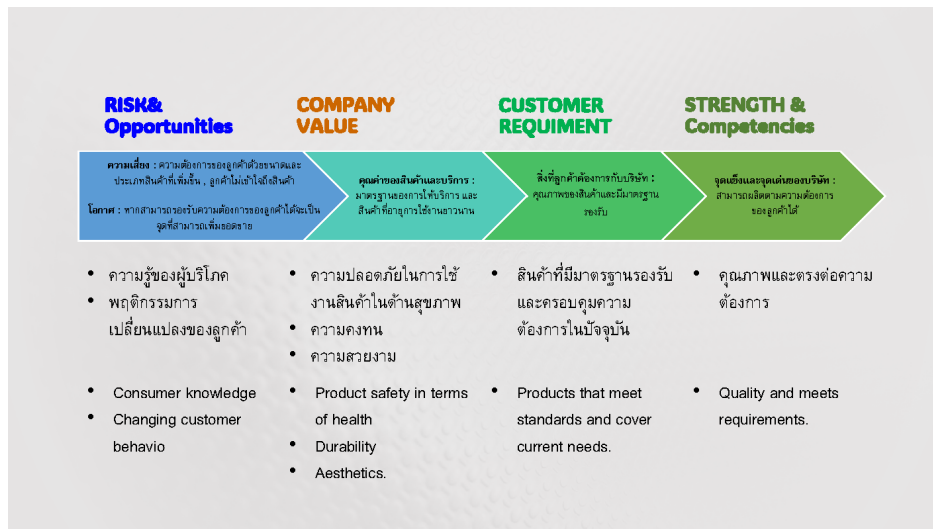 RISK&
Opportunities
COMPANY
VALUE
CUSTOMER
REQUIMENT
STRENGTH &
Competencies
ความเสี่ยง : ความต้องการของลูกค้าด้วยขนาดและ
ประเภทสินค้าที่เพิ่มขึ้น , ลูกค้าไม่เข้าใจถึงสินค้า
โอกาศ : หากสามารถรองรับความต้องการของลูกค้าได้จะเป็น
จุดที่สามารถเพิ่มยอดขาย
คุณค่าของสินค้าและบริการ :
มาตรฐานของการให้บริการ และ
สินค้าที่อายุการใช้งานยาวนาน
สิ่งที่ลูกค้าต้องการกับบริษัท :
คุณภาพของสินค้าและมีมาตรฐาน
รองรับ
จุดแข็งและจุดเด่นของบริษัท :
สามารถผลิตตามความต้องการ
ของลูกค้าได้
• ความรู้ของผู้บริโภค
• พฤติกรรมการ
เปลี่ยนแปลงของลูกค้า
• ความปลอดภัยในการใช้
งานสินค้าในด้านสุขภาพ
• ความคงทน
• ความสวยงาม
• สินค้าที่มีมาตรฐานรองรับ
และครอบคุมความ
ต้องการในปัจจุบัน
• คุณภาพและตรงต่อความ
ต้องการ
• Consumer knowledge
• Changing customer
behavio
• Product safety in terms
of health
• Durability
• Aesthetics.
• Products that meet
standards and cover
current needs.
• Quality and meets
requirements.